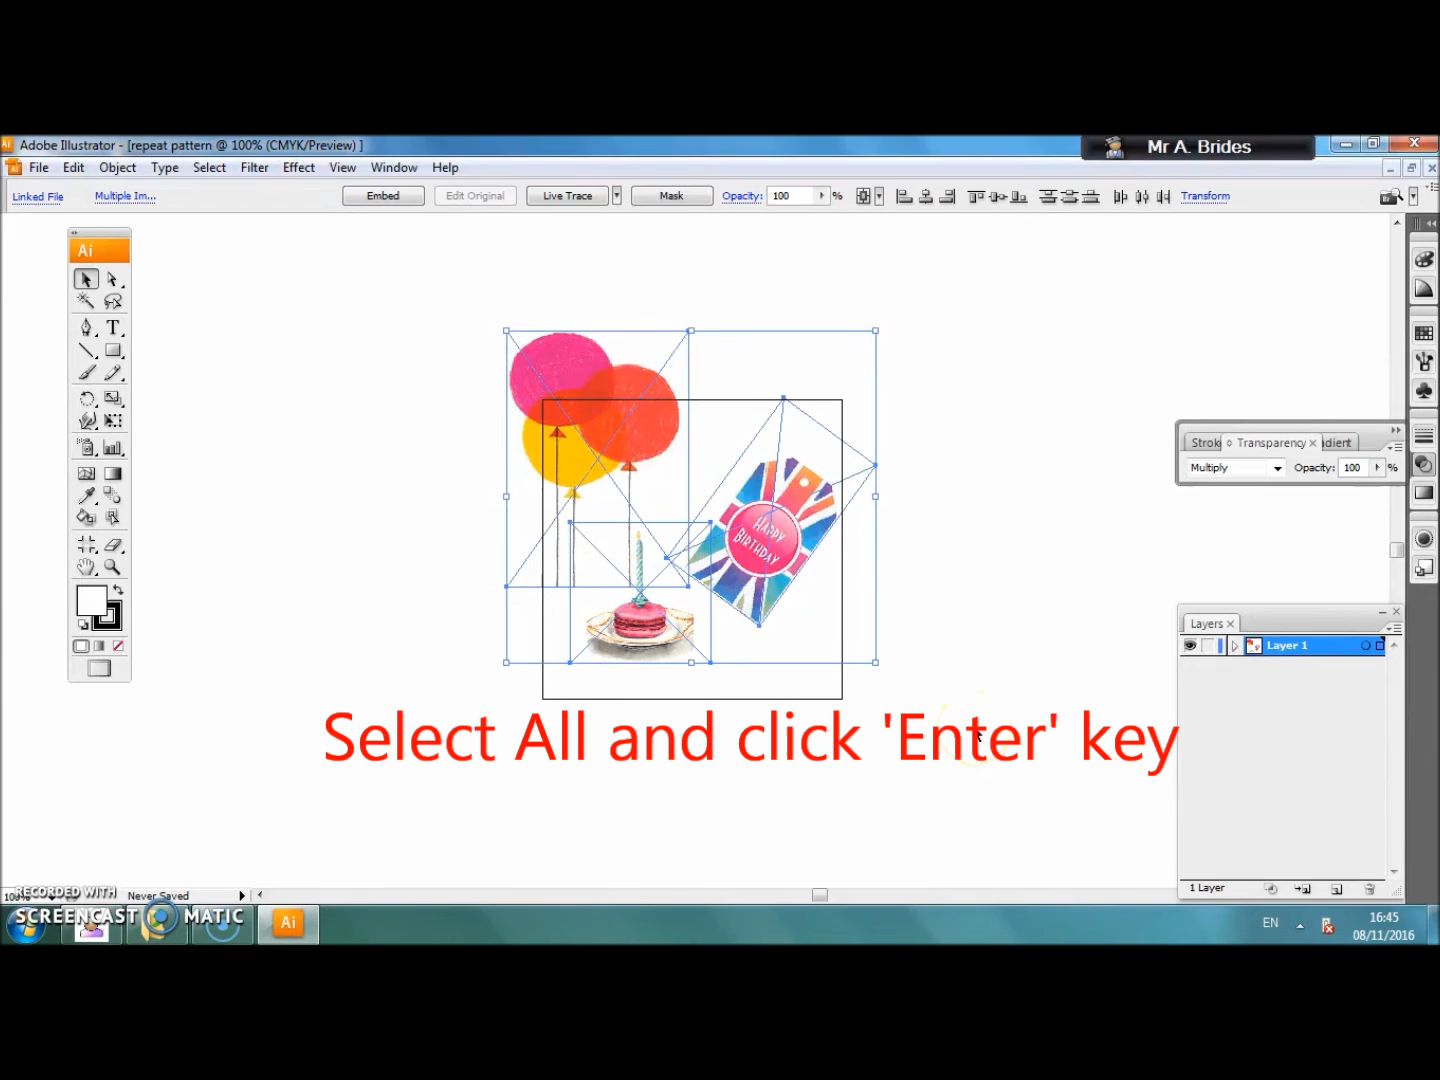 Adobe Illustrator - [repeat pattern @ 100% (CMYK/Preview) ]
Mr A. Brides
File Edit Object Type Select Filter Effect View Window Help
Linked File Multiple Im... Embed Edit Original Live Trace Mask Opacity: 100 % Transform
Ai
T
Transparency
Multiply Opacity: 100 %
HAPPY
BIRTHDAY
Layers
Layer 1
Select All and click 'Enter' key
1 Layer
Never Saved
RECORDED WITH
SCREENCAST MATIC
Ai
EN
16:45
08/11/2016